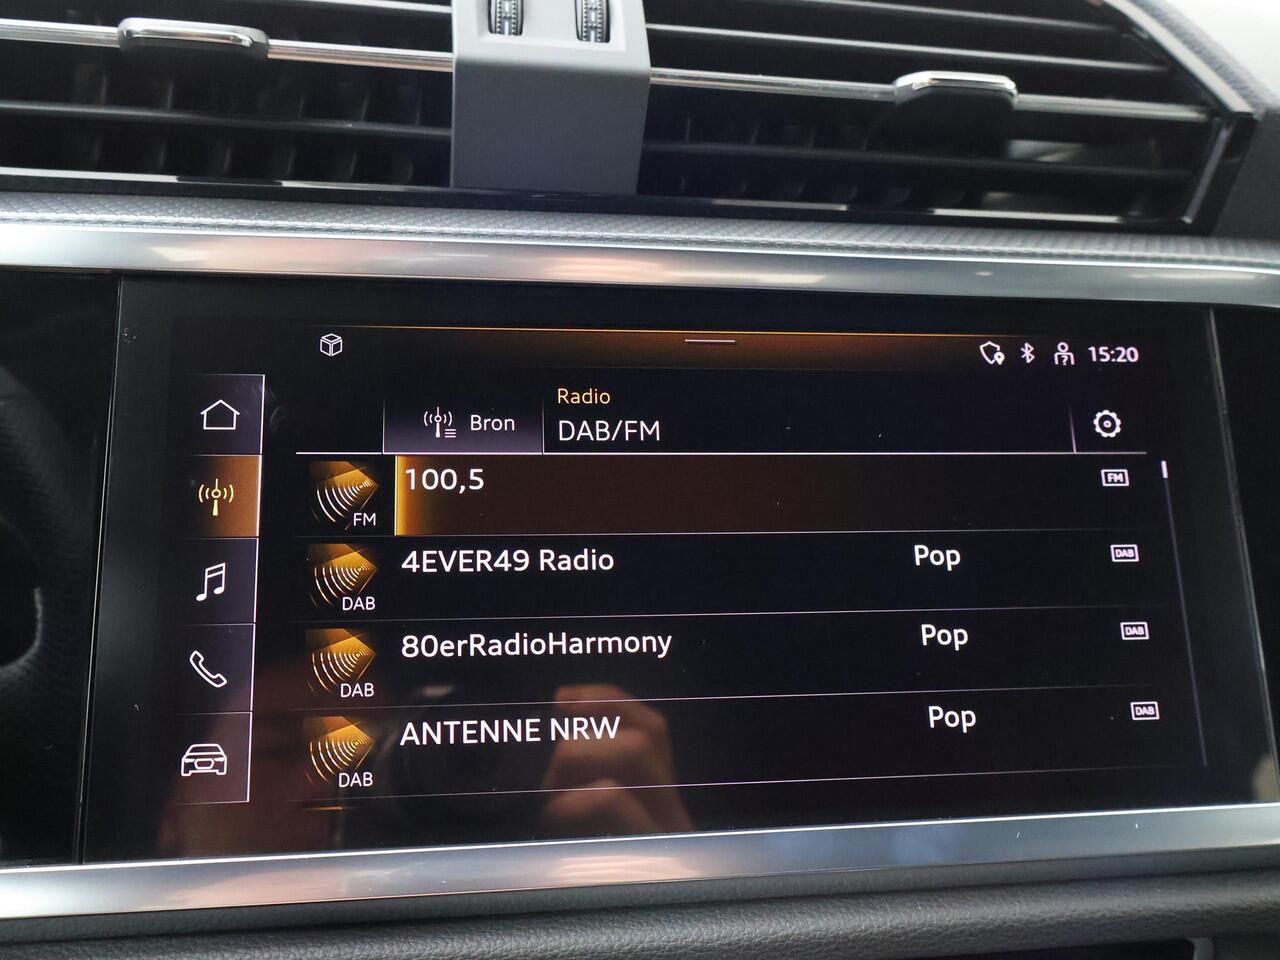 15:20
Bron
Radio
DAB/FM
100,5
FM
FM
4EVER49 Radio Pop DAB
DAB
80erRadioHarmony Pop DAB
DAB
ANTENNE NRW Pop DAB
DAB